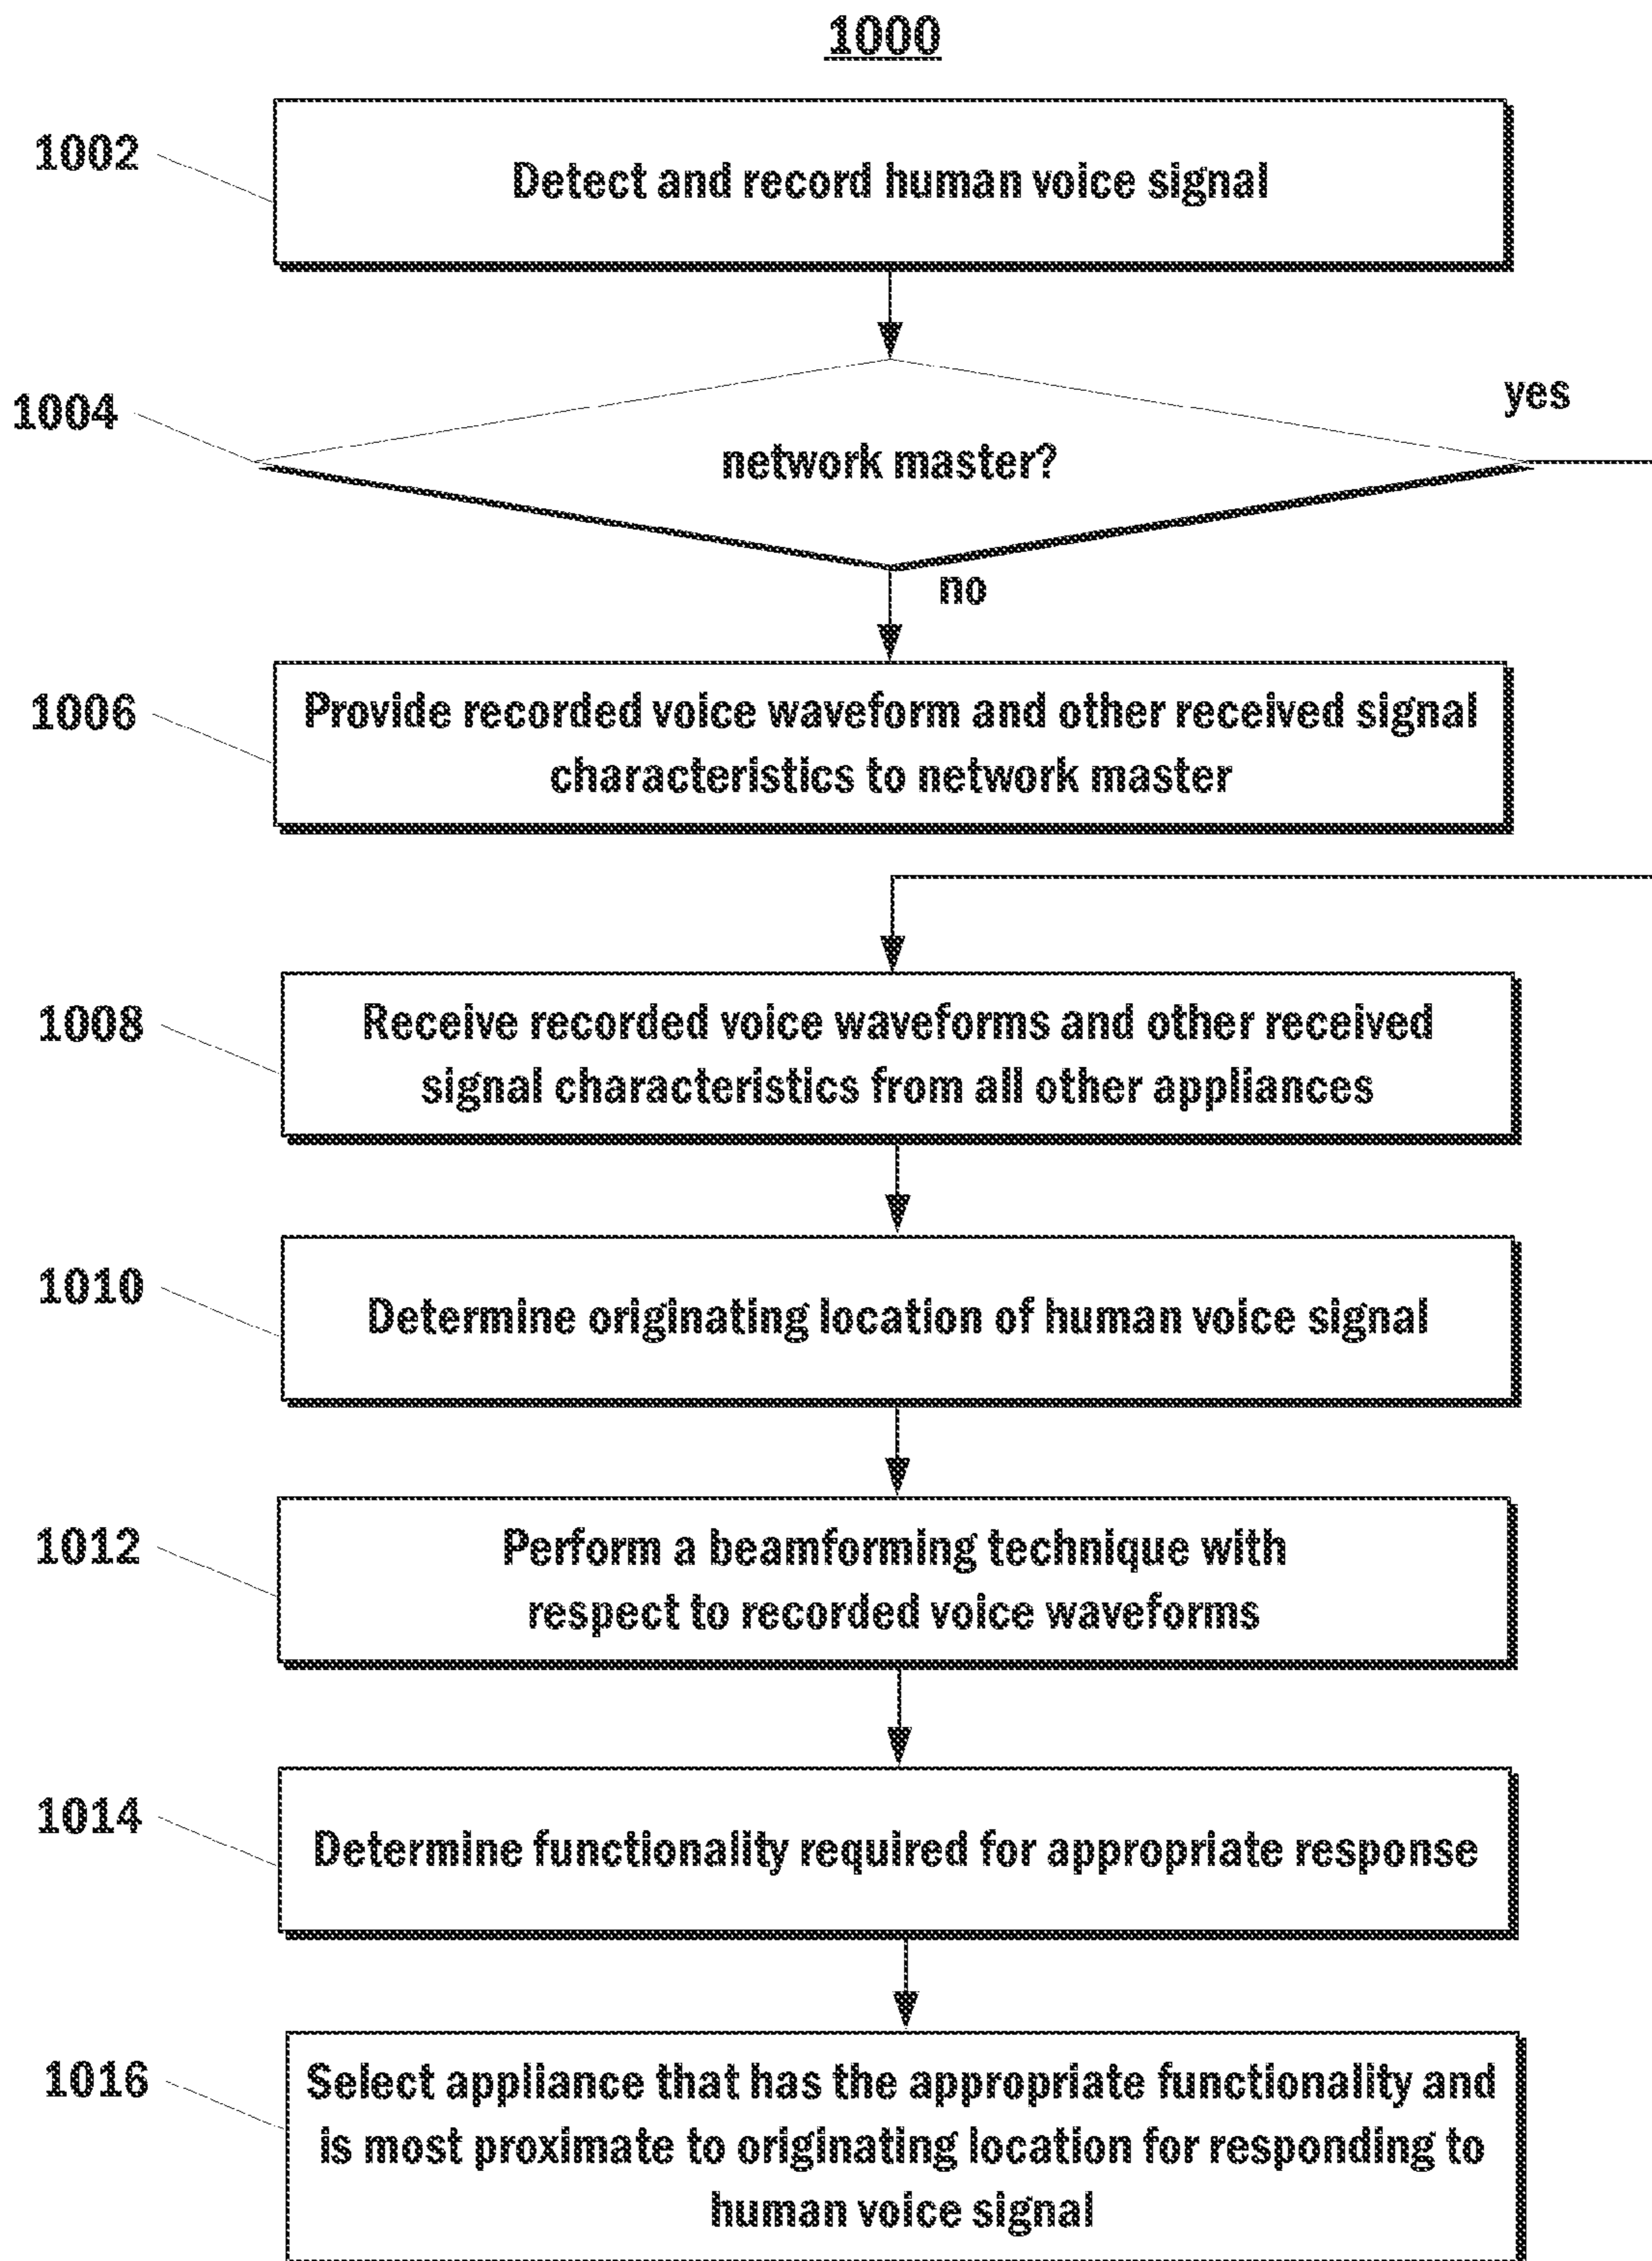 1000
1002
Detect and record human voice signal
1004
network master?
yes
no
1006
Provide recorded voice waveform and other received signal
characteristics to network master
1008
Receive recorded voice waveforms and other received
signal characteristics from all other appliances
1010
Determine originating location of human voice signal
1012
Perform a beamforming technique with
respect to recorded voice waveforms
1014
Determine functionality required for appropriate response
1016
Select appliance that has the appropriate functionality and
is most proximate to originating location for responding to
human voice signal